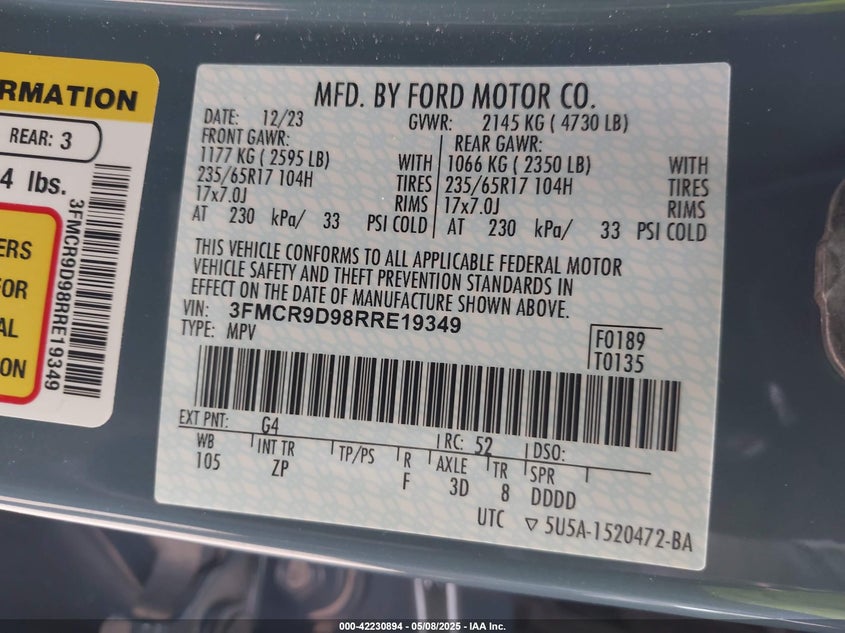 RMATION
REAR: 3
4 lbs.
ERS
FOR
AL
ION
3FMCR9D98RRE19349
MFD. BY FORD MOTOR CO.
DATE: 12/23 GVWR: 2145 KG ( 4730 LB)
FRONT GAWR: REAR GAWR:
1177 KG ( 2595 LB) WITH 1066 KG ( 2350 LB) WITH
235/65R17 104H TIRES 235/65R17 104H TIRES
17x7.0J RIMS 17x7.0J RIMS
AT 230 kPa/ 33 PSI COLD AT 230 kPa/ 33 PSI COLD
THIS VEHICLE CONFORMS TO ALL APPLICABLE FEDERAL MOTOR
VEHICLE SAFETY AND THEFT PREVENTION STANDARDS IN
EFFECT ON THE DATE OF MANUFACTURE SHOWN ABOVE.
VIN: 3FMCR9D98RRE19349
TYPE: MPV
F0189
T0135
EXT PNT: G4 RC: 52 DSO:
WB INT TR TP/PS R AXLE TR SPR
105 ZP F 3D 8 DDDD
UTC ▽ 5U5A-1520472-BA
000-42230894 - 05/08/2025 - IAA Inc.